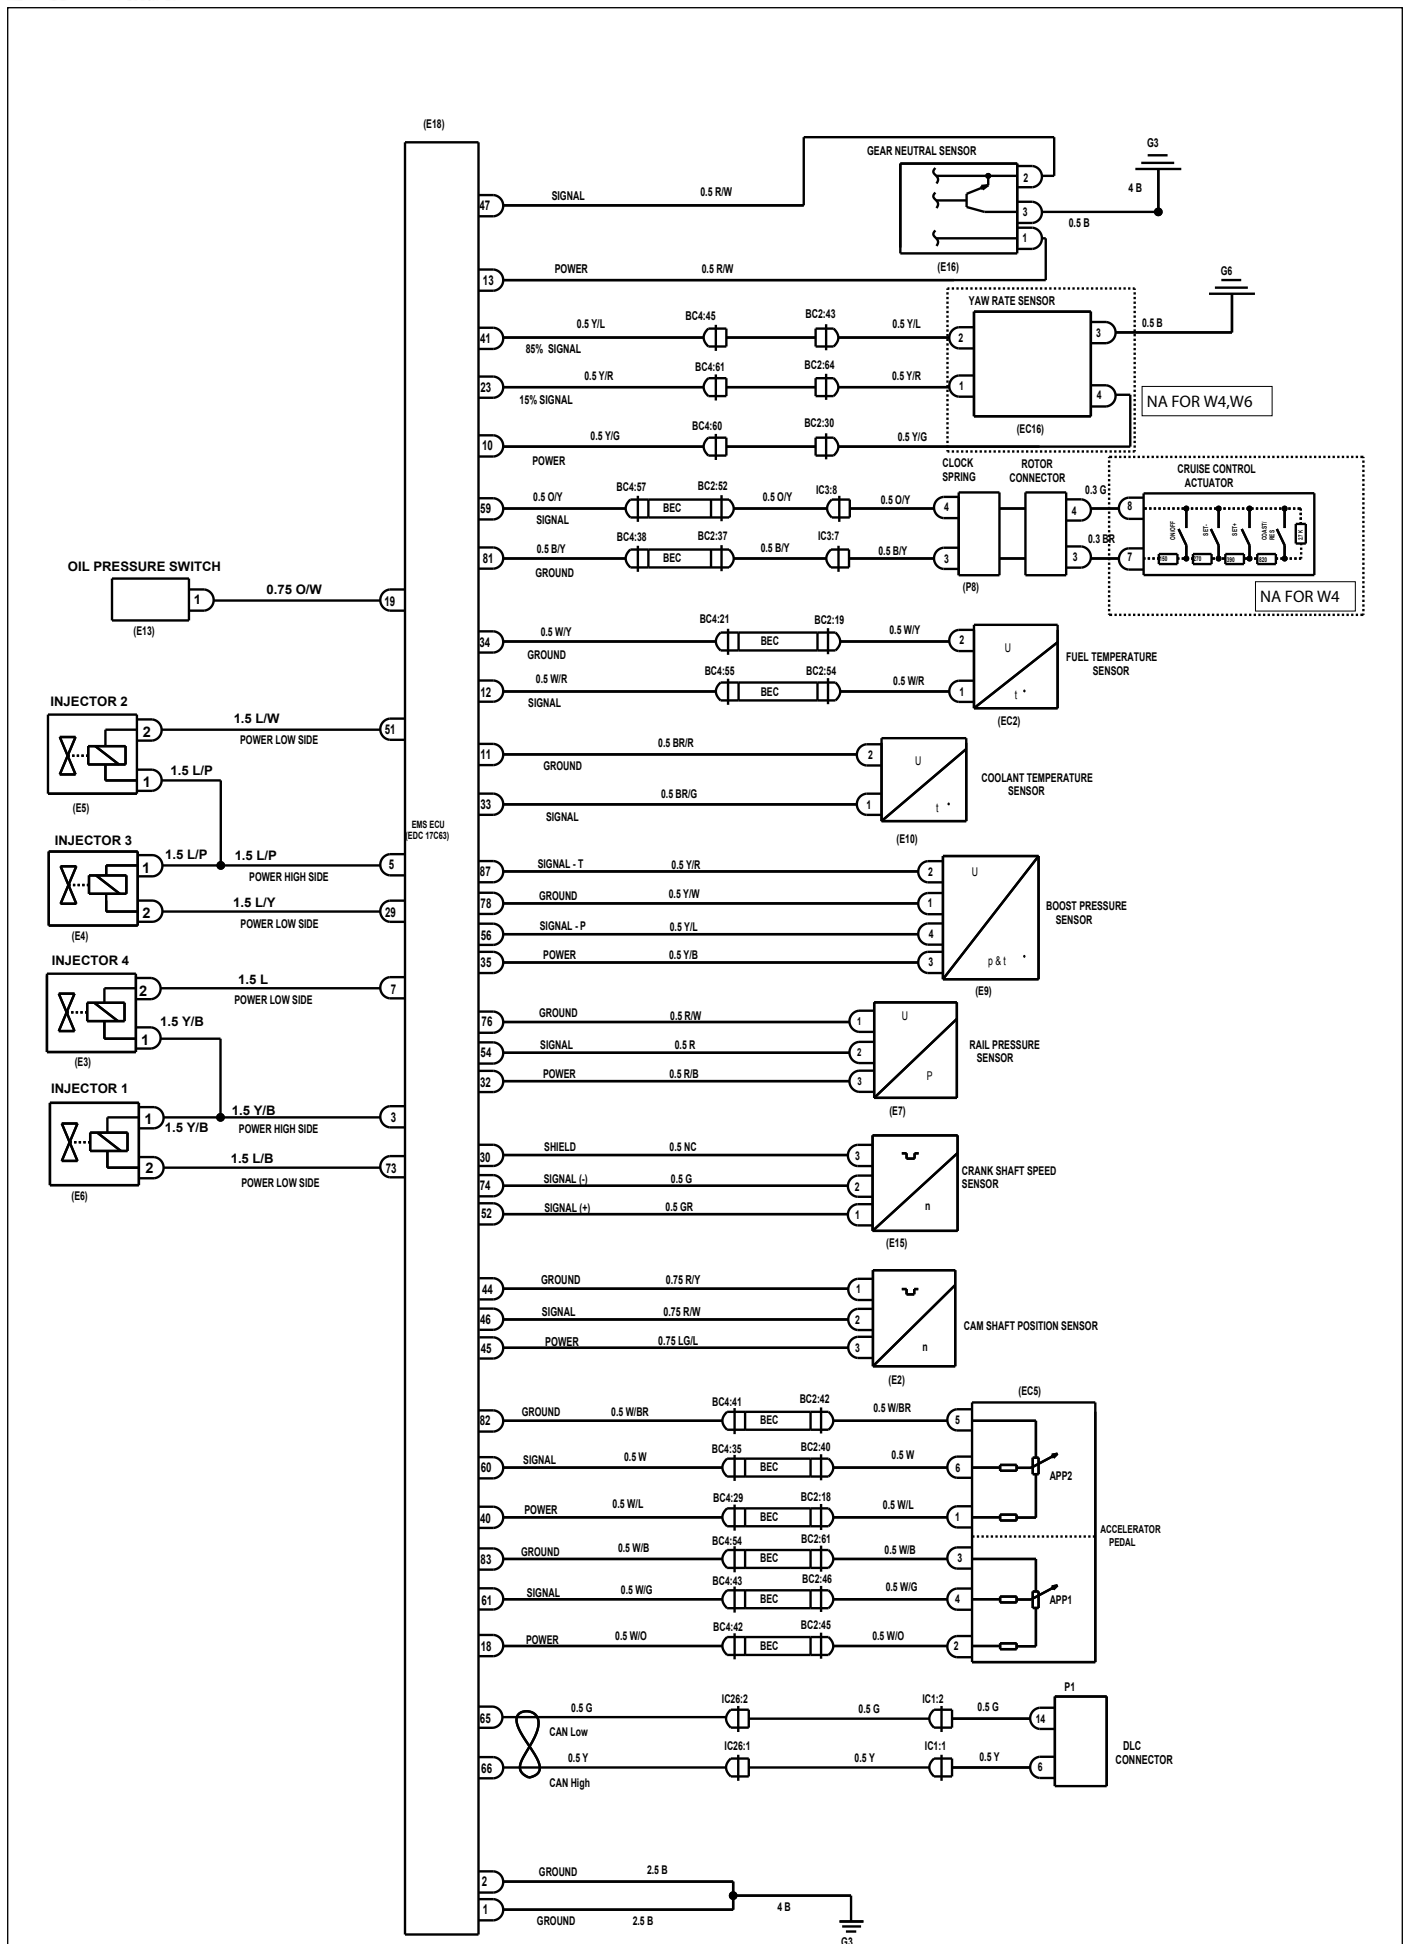 (E18)
GEAR NEUTRAL SENSOR
G3
47
SIGNAL
0.5 R/W
2
3
1
4 B
0.5 B
(E16)
13
POWER
0.5 R/W
G6
YAW RATE SENSOR
41
0.5 Y/L
85% SIGNAL
BC4:45
BC2:43
0.5 Y/L
2
3
0.5 B
23
0.5 Y/R
15% SIGNAL
BC4:61
BC2:64
0.5 Y/R
1
4
NA FOR W4,W6
(EC16)
10
0.5 Y/G
POWER
BC4:60
BC2:30
0.5 Y/G
CLOCK
SPRING
ROTOR
CONNECTOR
CRUISE CONTROL
ACTUATOR
59
0.5 O/Y
SIGNAL
BC4:57
BEC
BC2:52
0.5 O/Y
IC3:8
0.5 O/Y
4
4
0.3 G
8
ON/OFF
SET-
SET+
COAST/
RES
81
0.5 B/Y
GROUND
BC4:38
BEC
BC2:37
0.5 B/Y
IC3:7
0.5 B/Y
3
3
0.3 BR
7
270
390
620
(P8)
NA FOR W4
OIL PRESSURE SWITCH
1
0.75 O/W
19
(E13)
34
0.5 W/Y
GROUND
BC4:21
BEC
BC2:19
0.5 W/Y
2
U
t
FUEL TEMPERATURE
SENSOR
12
0.5 W/R
SIGNAL
BC4:55
BEC
BC2:54
0.5 W/R
1
(EC2)
INJECTOR 2
2
1.5 L/W
POWER LOW SIDE
51
1
1.5 L/P
(E5)
11
0.5 BR/R
GROUND
2
U
t
COOLANT TEMPERATURE
SENSOR
33
0.5 BR/G
SIGNAL
1
(E10)
EMS ECU
(EDC 17C63)
INJECTOR 3
1
1.5 L/P
1.5 L/P
POWER HIGH SIDE
5
2
1.5 L/Y
POWER LOW SIDE
29
(E4)
87
SIGNAL - T
0.5 Y/R
2
78
GROUND
0.5 Y/W
1
56
SIGNAL - P
0.5 Y/L
4
35
POWER
0.5 Y/B
3
U
p & t
BOOST PRESSURE
SENSOR
(E9)
INJECTOR 4
2
1.5 L
POWER LOW SIDE
7
1
1.5 Y/B
(E3)
76
GROUND
0.5 R/W
1
54
SIGNAL
0.5 R
2
32
POWER
0.5 R/B
3
U
P
RAIL PRESSURE
SENSOR
(E7)
INJECTOR 1
1
1.5 Y/B
1.5 Y/B
POWER HIGH SIDE
3
2
1.5 L/B
POWER LOW SIDE
73
(E6)
30
SHIELD
0.5 NC
3
74
SIGNAL (-)
0.5 G
2
52
SIGNAL (+)
0.5 GR
1
n
CRANK SHAFT SPEED
SENSOR
(E15)
44
GROUND
0.75 R/Y
1
46
SIGNAL
0.75 R/W
2
45
POWER
0.75 LG/L
3
n
CAM SHAFT POSITION SENSOR
(E2)
(EC5)
82
GROUND
0.5 W/BR
BC4:41
BEC
BC2:42
0.5 W/BR
5
60
SIGNAL
0.5 W
BC4:35
BEC
BC2:40
0.5 W
6
APP2
40
POWER
0.5 W/L
BC4:29
BEC
BC2:18
0.5 W/L
1
ACCELERATOR
PEDAL
83
GROUND
0.5 W/B
BC4:54
BEC
BC2:61
0.5 W/B
3
61
SIGNAL
0.5 W/G
BC4:43
BEC
BC2:46
0.5 W/G
4
APP1
18
POWER
0.5 W/O
BC4:42
BEC
BC2:45
0.5 W/O
2
P1
65
0.5 G
CAN Low
IC26:2
0.5 G
IC1:2
0.5 G
14
66
0.5 Y
CAN High
IC26:1
0.5 Y
IC1:1
0.5 Y
6
DLC
CONNECTOR
2
GROUND
2.5 B
1
GROUND
2.5 B
4 B
G3